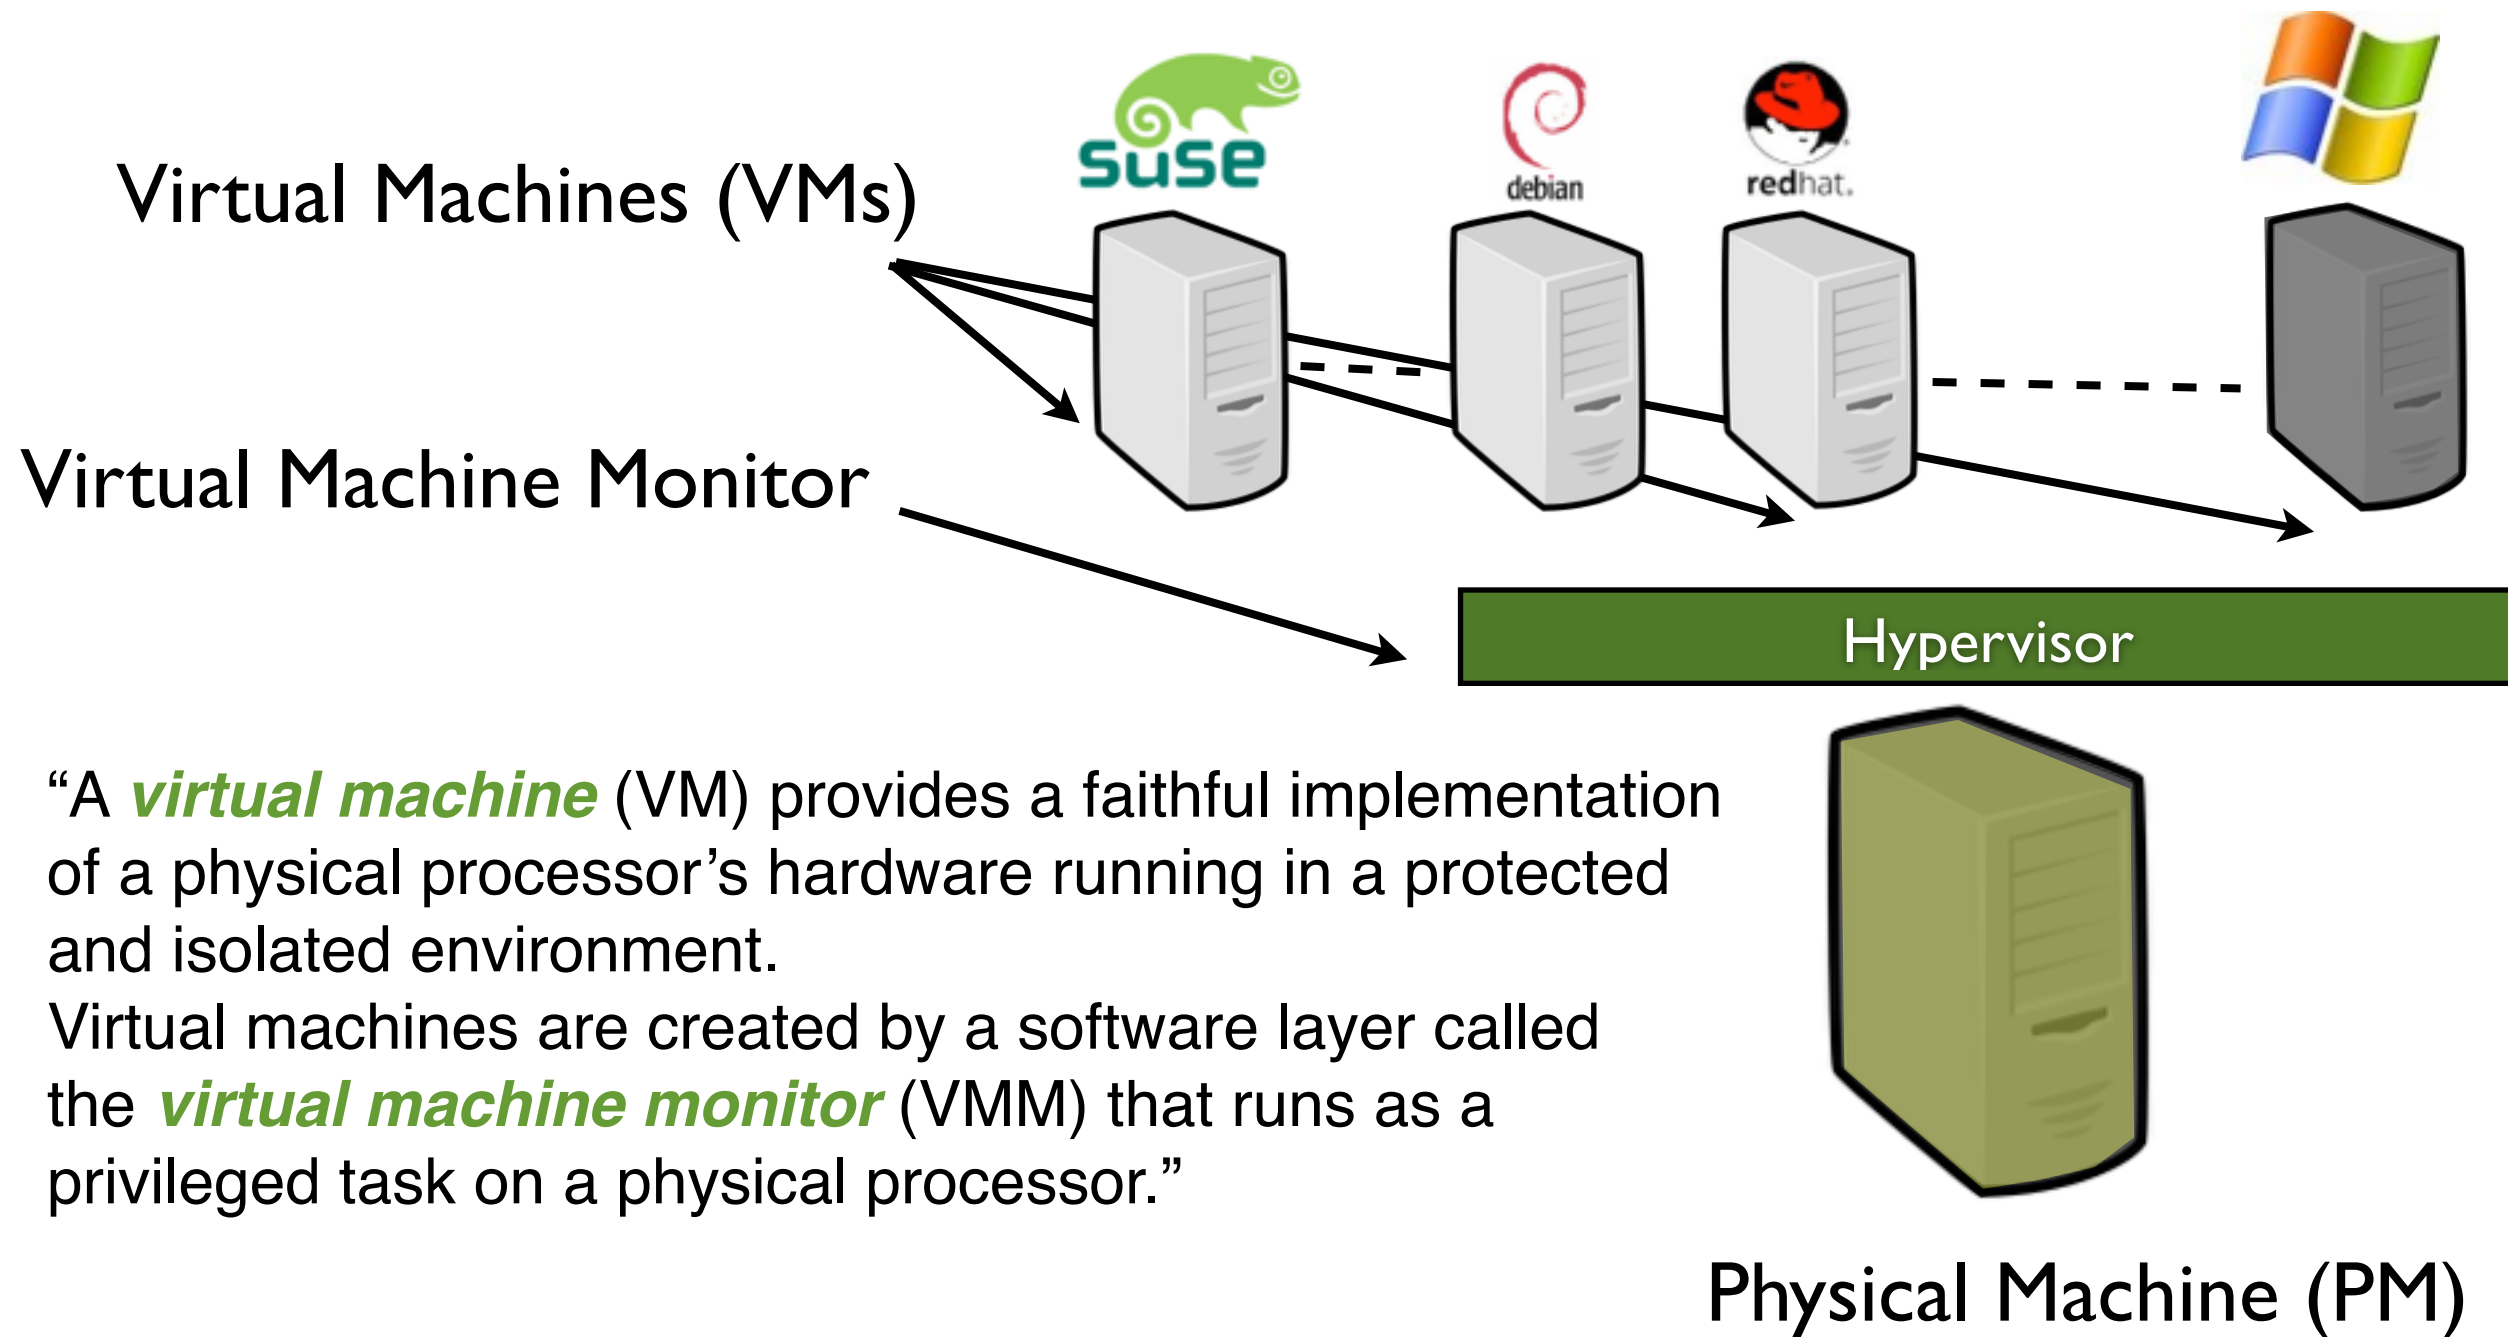 suse
debian
redhat.
Virtual Machines (VMs)
Virtual Machine Monitor
Hypervisor
“A virtual machine (VM) provides a faithful implementation
of a physical processor’s hardware running in a protected
and isolated environment.
Virtual machines are created by a software layer called
the virtual machine monitor (VMM) that runs as a
privileged task on a physical processor.”
Physical Machine (PM)